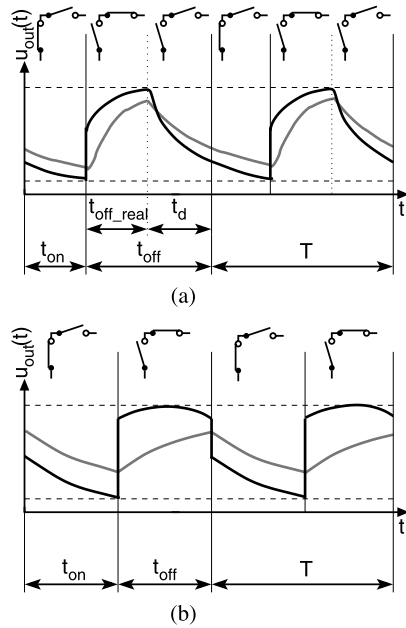 u_out(t)
t_off_real t_d t
t_on t_off T
(a)
u_out(t)
t
t_on t_off T
(b)